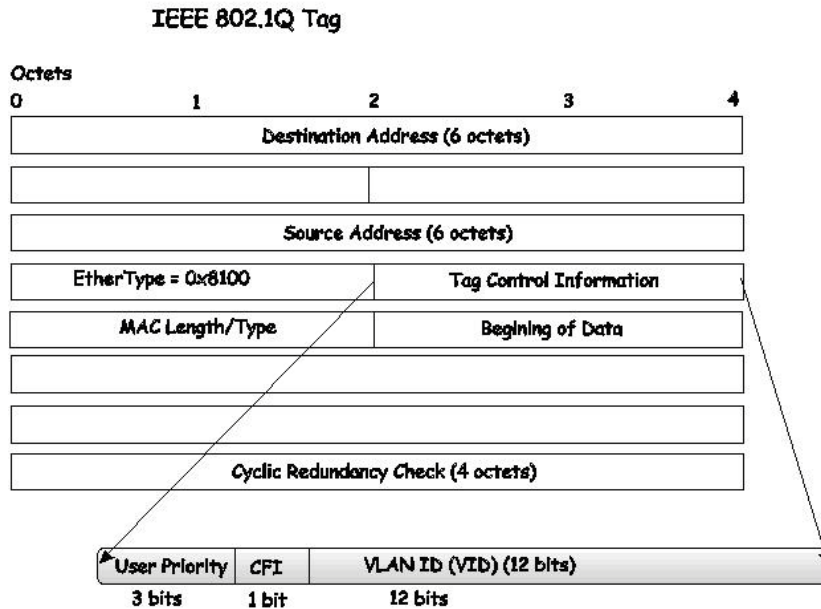 IEEE 802.1Q Tag
Octets
0 1 2 3 4
Destination Address (6 octets)
Source Address (6 octets)
EtherType = 0x8100 Tag Control Information
MAC Length/Type Begining of Data
Cyclic Redundancy Check (4 octets)
User Priority CFI VLAN ID (VID) (12 bits)
3 bits 1 bit 12 bits